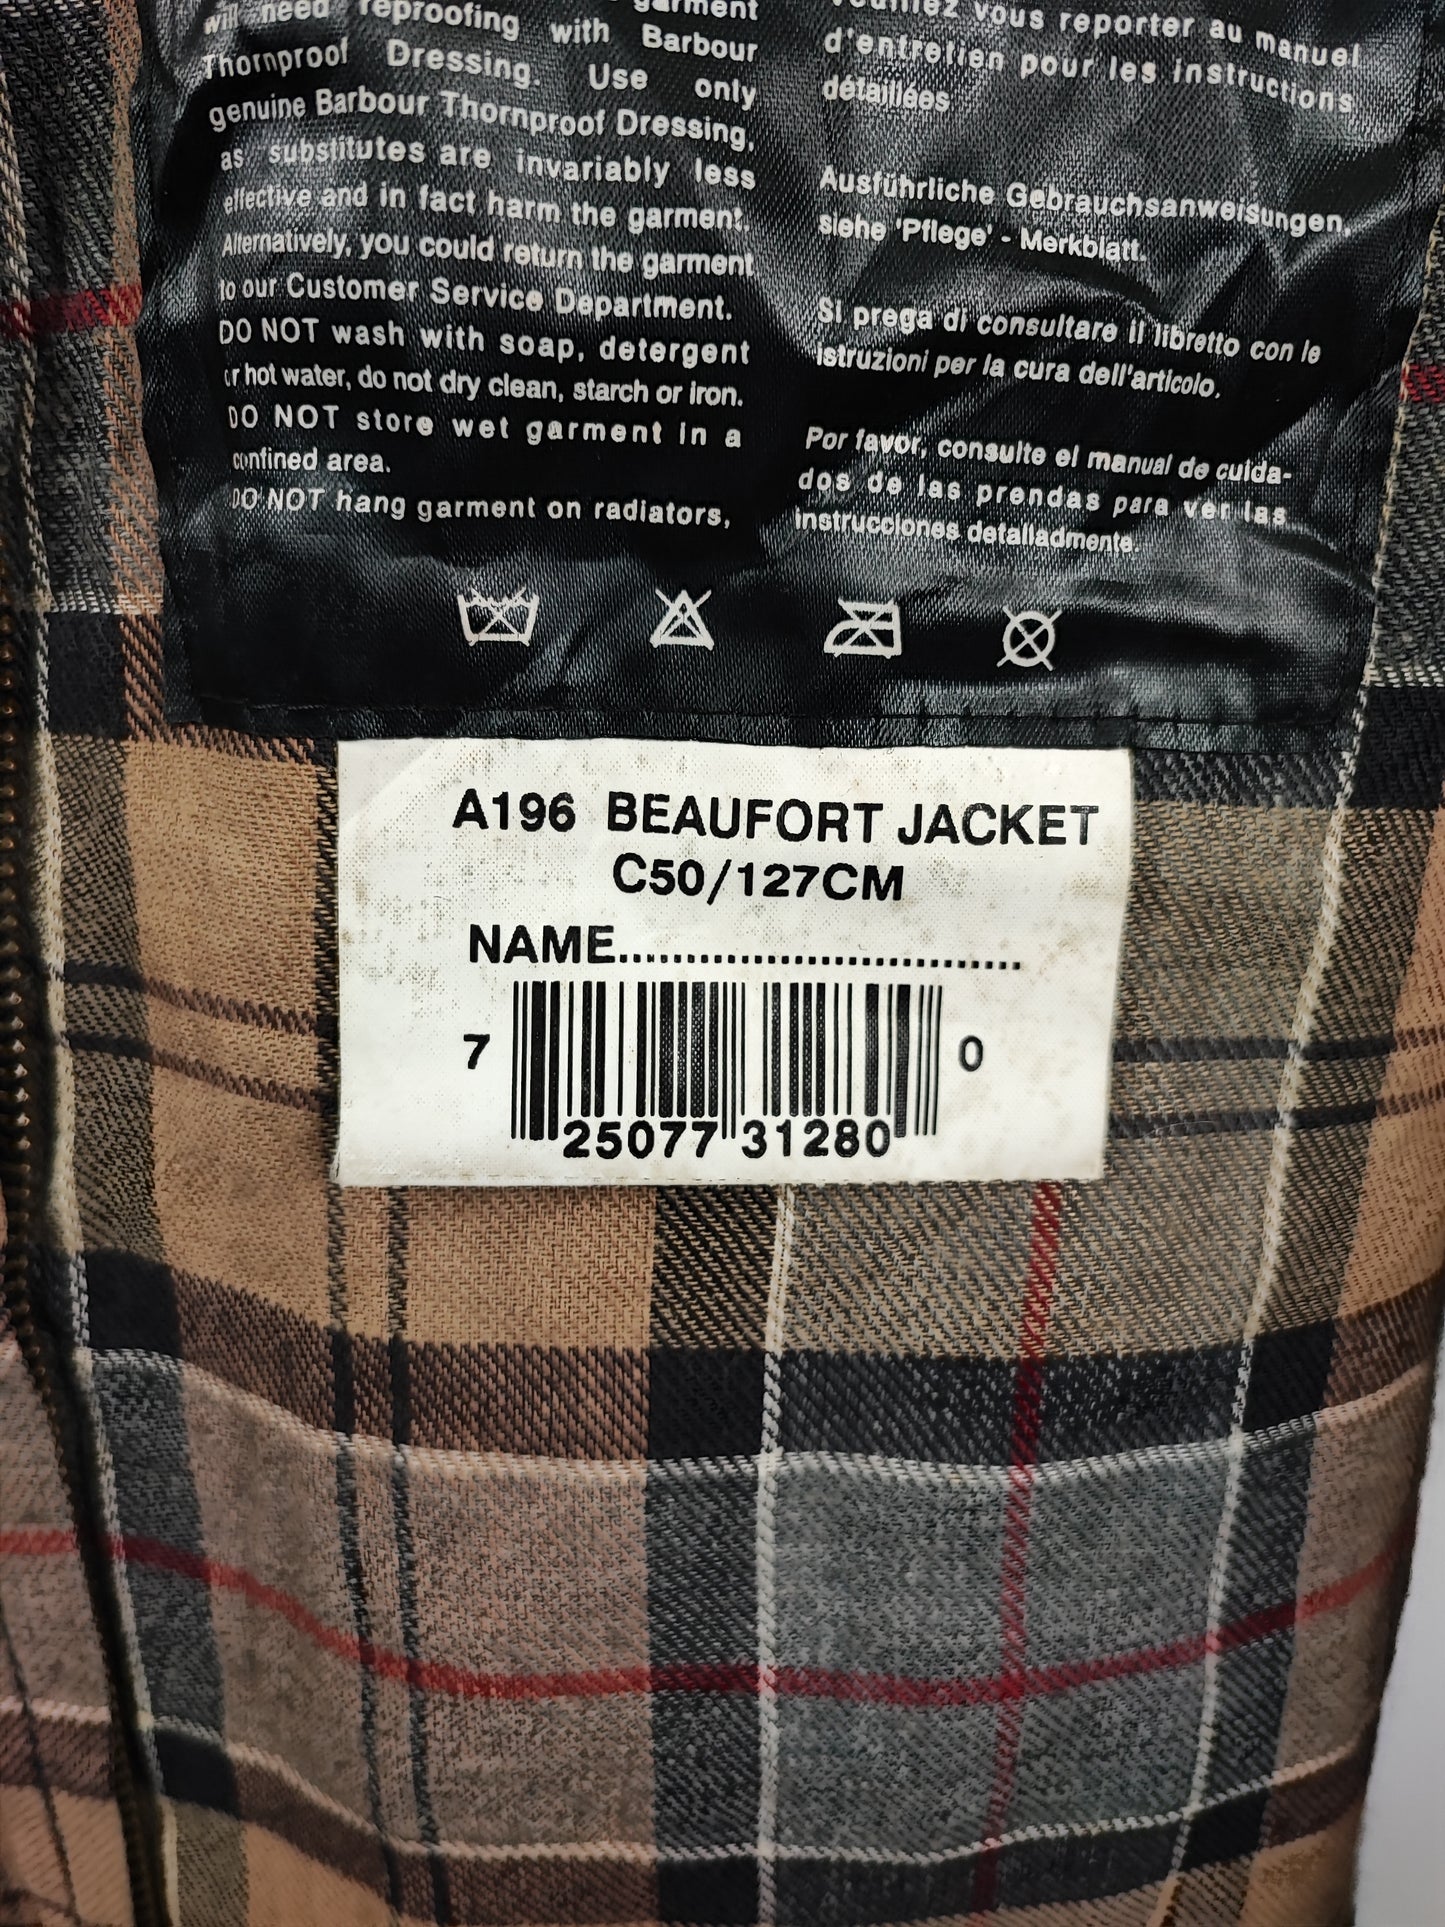 garment
will need reproofing with Barbour
Thornproof Dressing. Use only
genuine Barbour Thornproof Dressing,
as substitutes are invariably less
effective and in fact harm the garment.
Alternatively, you could return the garment
to our Customer Service Department.
DO NOT wash with soap, detergent
or hot water, do not dry clean, starch or iron.
DO NOT store wet garment in a
confined area.
DO NOT hang garment on radiators,
Veuillez vous reporter au manuel
d'entretien pour les instructions
détaillées
Ausführliche Gebrauchsanweisungen,
siehe 'Pflege' - Merkblatt.
Si prega di consultare il libretto con le
istruzioni per la cura dell'articolo.
Por favor, consulte el manual de cuida-
dos de las prendas para ver las
instrucciones detalladmente.
A196 BEAUFORT JACKET
C50/127CM
NAME..............................
7 25077 31280 0